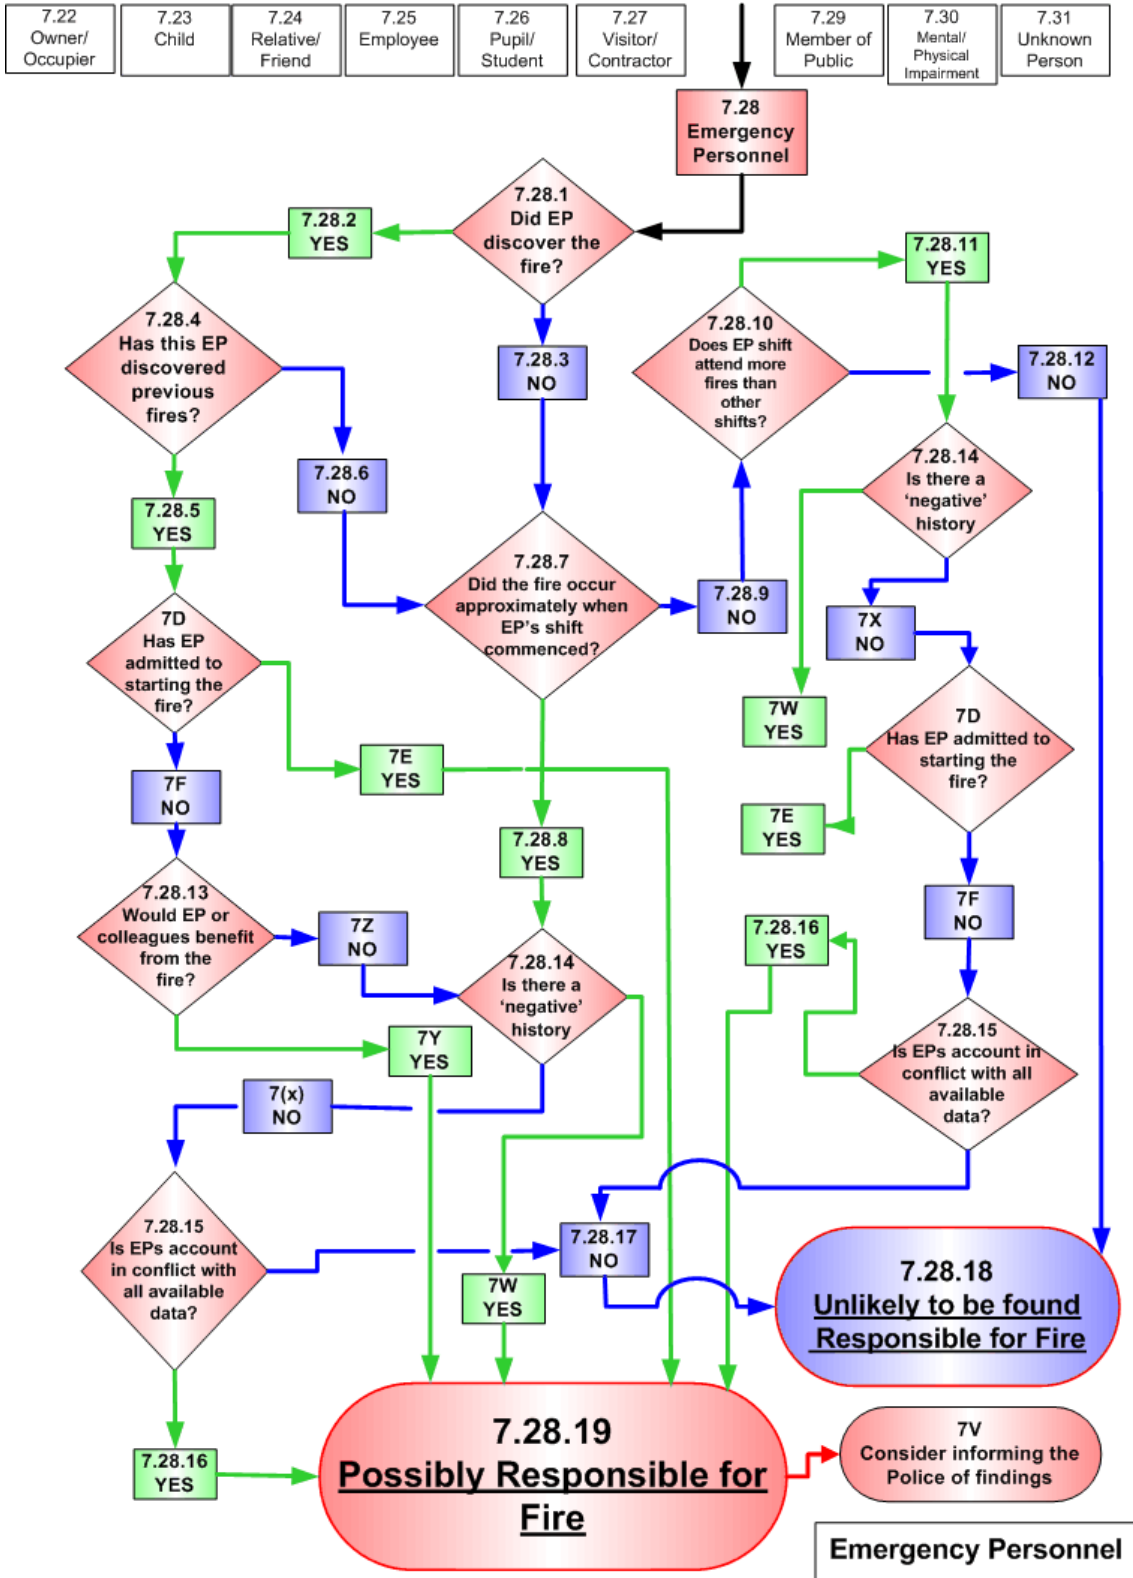 7.22
Owner/
Occupier
7.23
Child
7.24
Relative/
Friend
7.25
Employee
7.26
Pupil/
Student
7.27
Visitor/
Contractor
7.29
Member of
Public
7.30
Mental/
Physical
Impairment
7.31
Unknown
Person
7.28
Emergency
Personnel
7.28.1
Did EP
discover the
fire?
7.28.2
YES
7.28.11
YES
7.28.4
Has this EP
discovered
previous
fires?
7.28.3
NO
7.28.10
Does EP shift
attend more
fires than
other
shifts?
7.28.12
NO
7.28.6
NO
7.28.14
Is there a
‘negative’
history
7.28.5
YES
7.28.7
Did the fire occur
approximately when
EP's shift
commenced?
7.28.9
NO
7X
NO
7D
Has EP
admitted to
starting the
fire?
7W
YES
7D
Has EP admitted to
starting the
fire?
7E
YES
7F
NO
7E
YES
7.28.8
YES
7.28.13
Would EP or
colleagues benefit
from the
fire?
7Z
NO
7F
NO
7.28.16
YES
7.28.14
Is there a
‘negative’
history
7Y
YES
7.28.15
Is EPs account in
conflict with all
available
data?
7(x)
NO
7.28.15
Is EPs account
in conflict with
all available
data?
7.28.17
NO
7W
YES
7.28.18
Unlikely to be found
Responsible for Fire
7.28.16
YES
7.28.19
Possibly Responsible for
Fire
7V
Consider informing the
Police of findings
Emergency Personnel